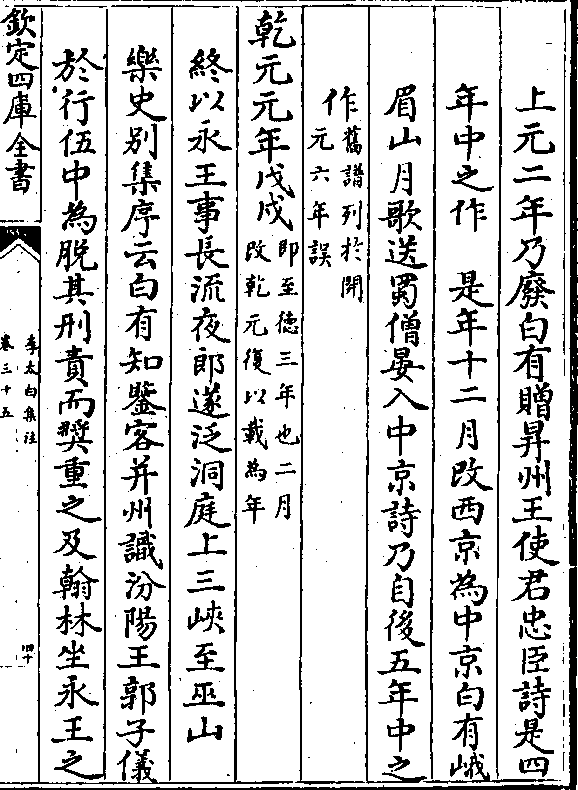 上元二年乃廢白有贈昇州王使君忠臣詩是四
年中之作　是年十二月改西京為中京白有峨
眉山月歌送蜀僧晏入中京詩乃自後五年中之
作舊譜列於開
元六年誤
乾元元年戊戌即至德三年也二月
改乾元復以載為年
終以永王事長流夜郎遂泛洞庭上三峽至巫山
樂史別集序云白有知鑒客并州識汾陽王郭子儀
於行伍中為脫其刑責而奬重之及翰林坐永王之
欽定四庫全書
李太白集注
卷三十五
四十